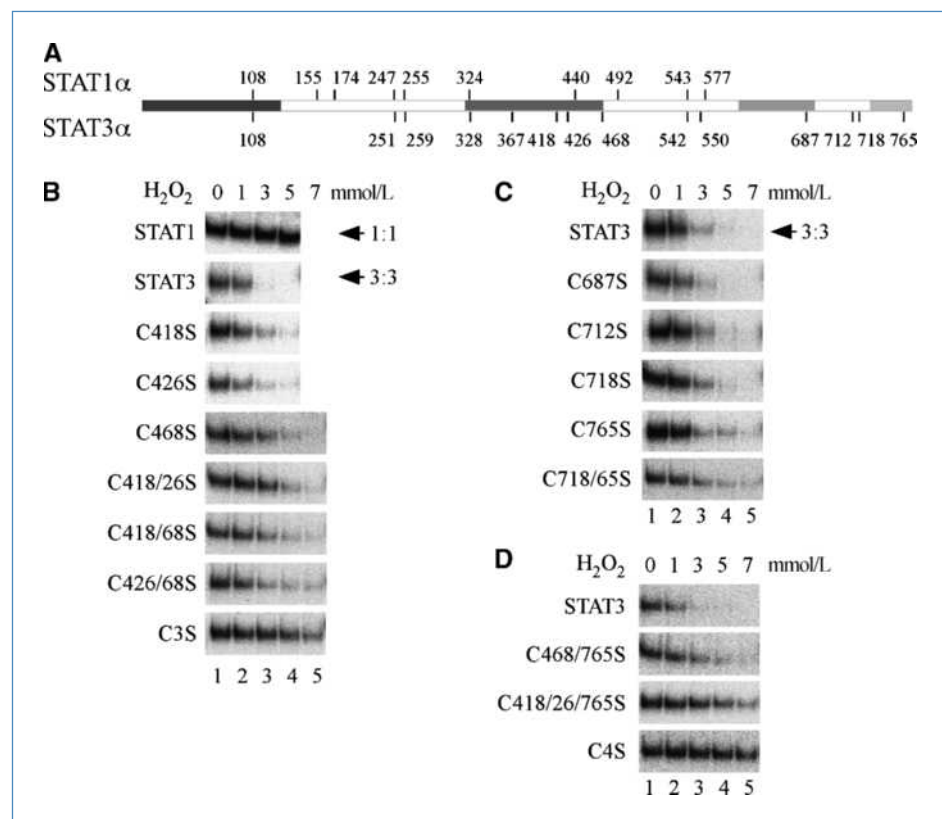 A
108 155 174 247 255 324 440 492 543 577
STAT1α
STAT3α
108 251 259 328 367 418 426 468 542 550 687 712 718 765
B
H₂O₂ 0 1 3 5 7 mmol/L
STAT1 1:1
STAT3 3:3
C418S
C426S
C468S
C418/26S
C418/68S
C426/68S
C3S
1 2 3 4 5
C
H₂O₂ 0 1 3 5 7 mmol/L
STAT3 3:3
C687S
C712S
C718S
C765S
C718/65S
1 2 3 4 5
D
H₂O₂ 0 1 3 5 7 mmol/L
STAT3
C468/765S
C418/26/765S
C4S
1 2 3 4 5